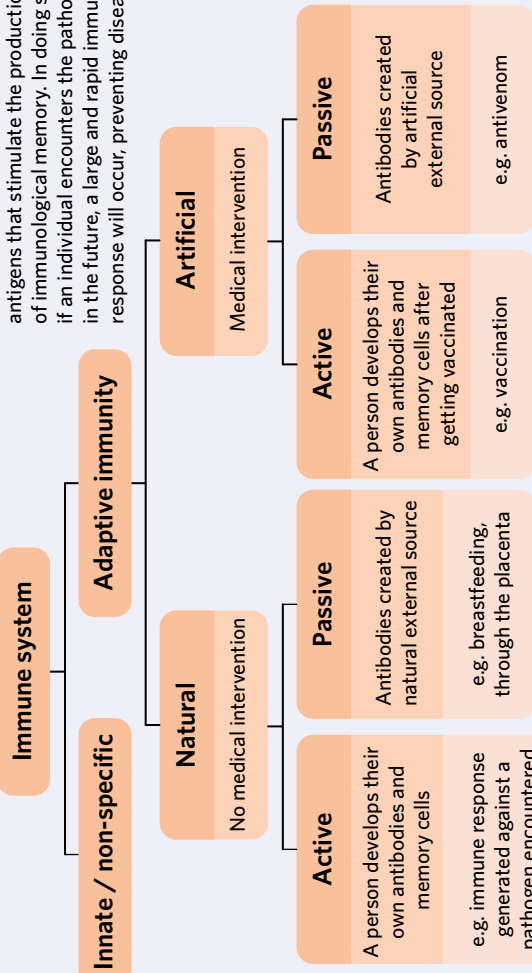 antigens that stimulate the productio
of immunological memory. In doing s
if an individual encounters the patho
in the future, a large and rapid immu
response will occur, preventing disea
Immune system
Innate / non-specific
Adaptive immunity
Natural
No medical intervention
Artificial
Medical intervention
Active
A person develops their
own antibodies and
memory cells
e.g. immune response
generated against a
pathogen encountered
Passive
Antibodies created by
natural external source
e.g. breastfeeding,
through the placenta
Active
A person develops their
own antibodies and
memory cells after
getting vaccinated
e.g. vaccination
Passive
Antibodies created
by artificial
external source
e.g. antivenom